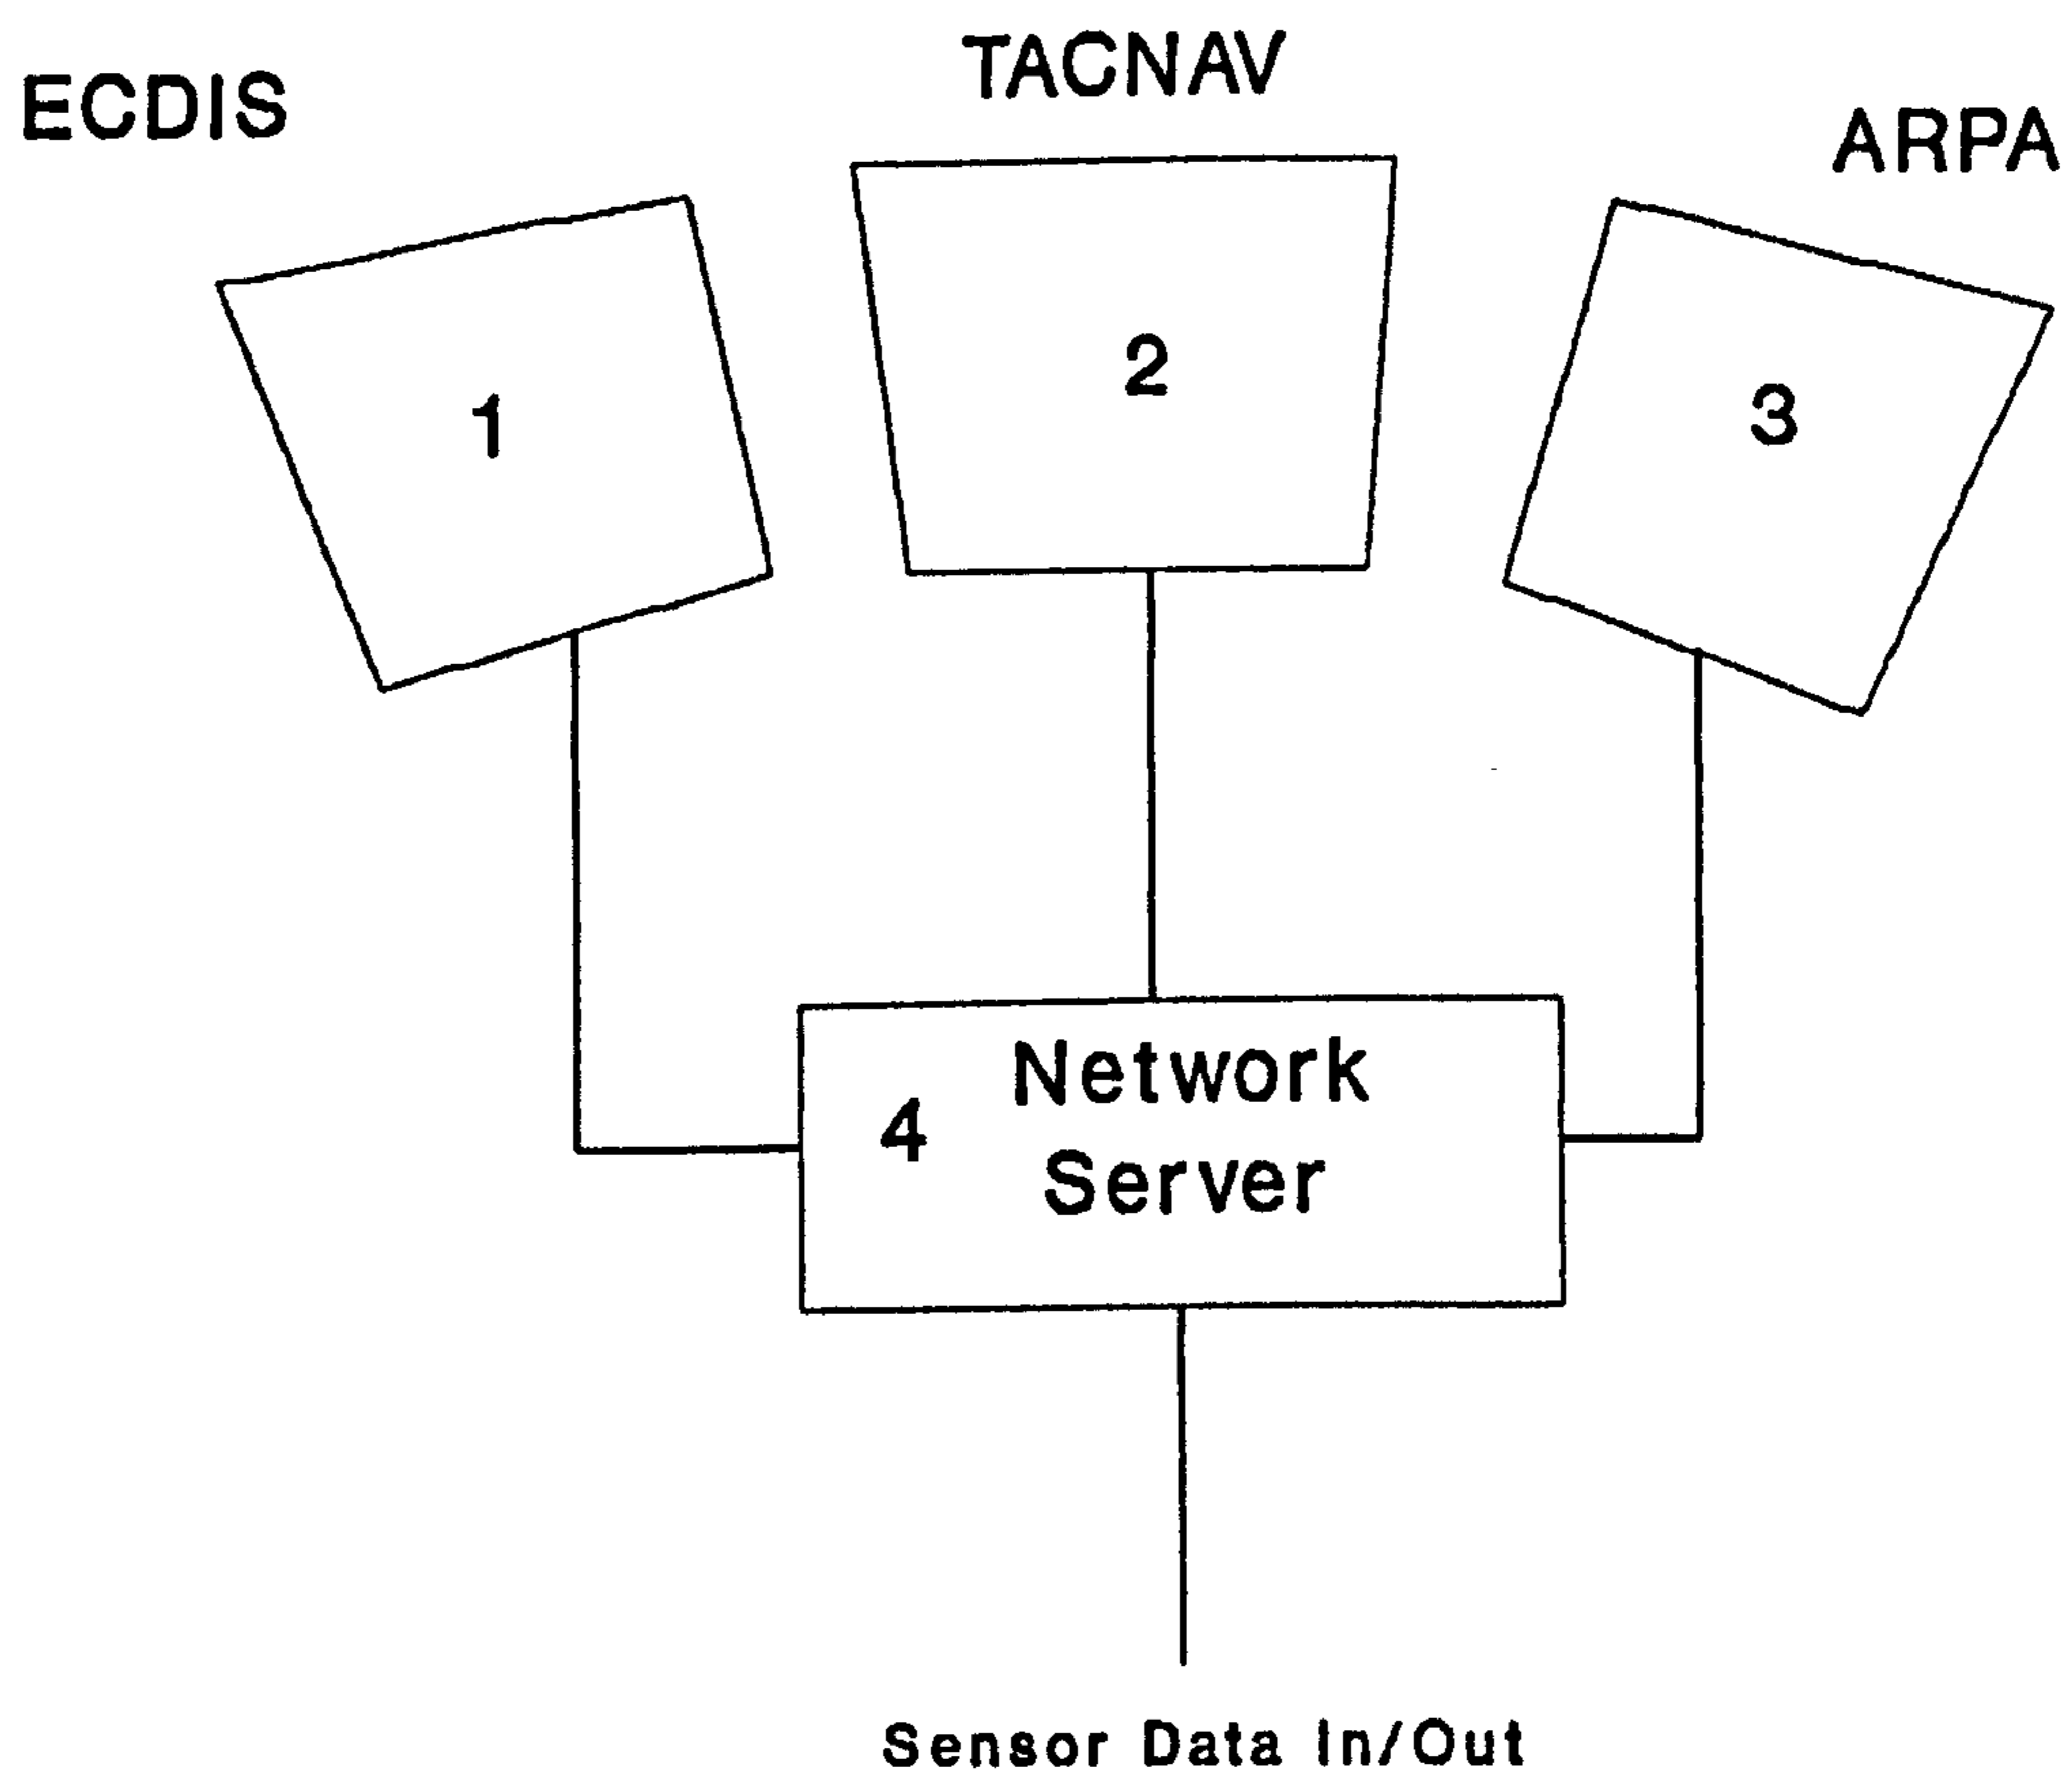 ECDIS
TACNAV
ARPA
1
2
3
4
Network
Server
Sensor Data In/Out